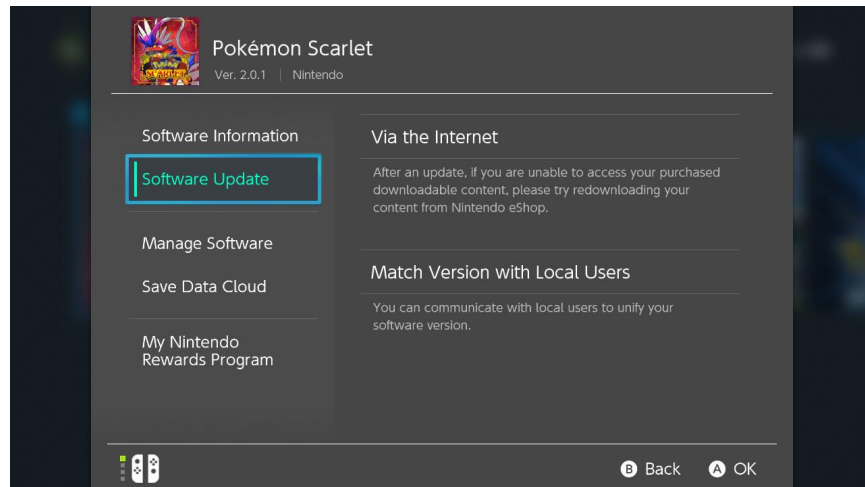 Pokémon Scarlet
Ver. 2.0.1 | Nintendo
Pokémon
SCARLET
Software Information
Software Update
Manage Software
Save Data Cloud
My Nintendo
Rewards Program
Via the Internet
After an update, if you are unable to access your purchased
downloadable content, please try redownloading your
content from Nintendo eShop.
Match Version with Local Users
You can communicate with local users to unify your
software version.
B Back
A OK